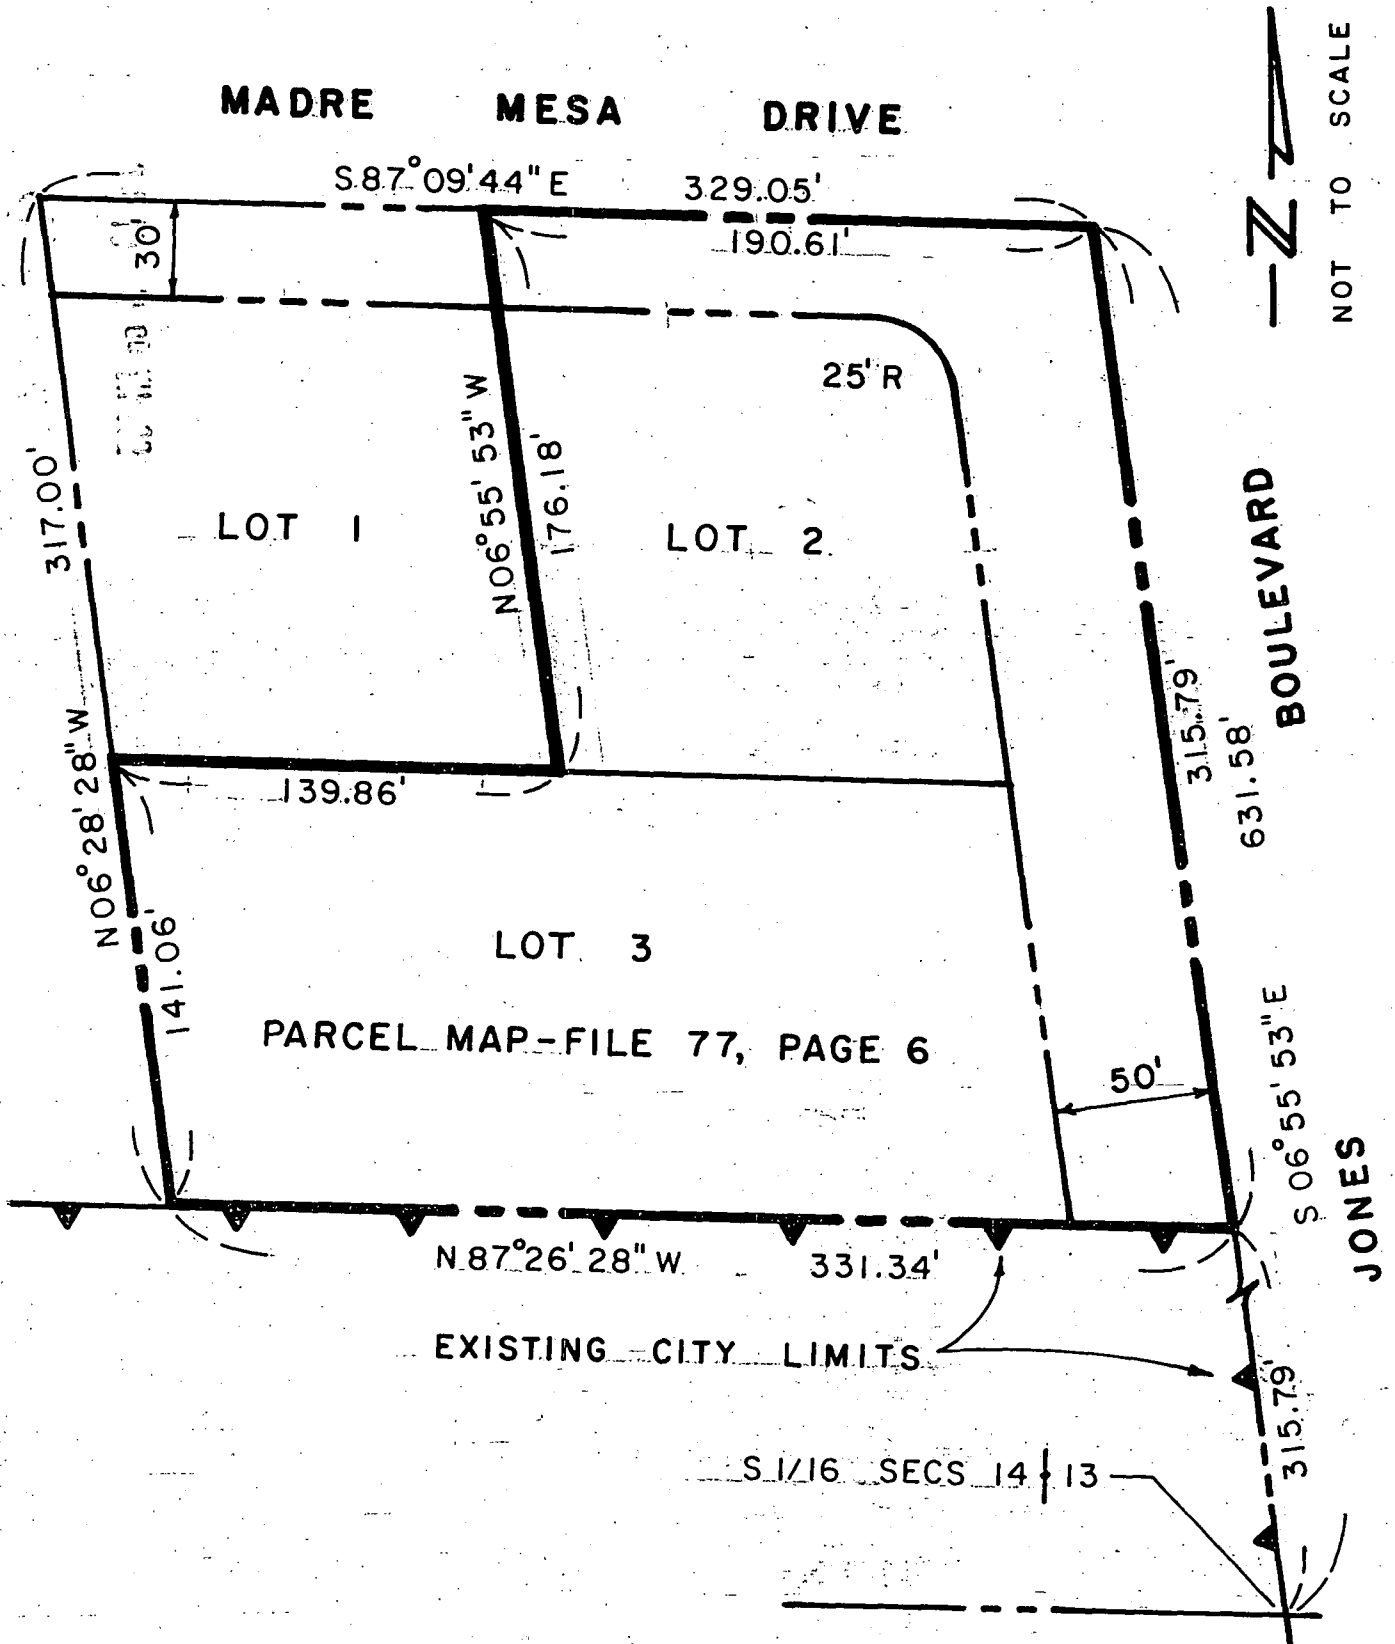 MADRE MESA DRIVE
S 87° 09' 44" E 329.05'
190.61'
30'
25' R
NOT TO SCALE
N
317.00'
N 06° 55' 53" W
176.18'
LOT 1
LOT 2
BOULEVARD
315.79'
631.58'
139.86'
N 06° 28' 28" W
141.06'
LOT 3
PARCEL MAP-FILE 77, PAGE 6
50'
S 06° 55' 53" E
JONES
N 87° 26' 28" W 331.34'
EXISTING CITY LIMITS
315.79'
S 1/16 SECS 14 & 13